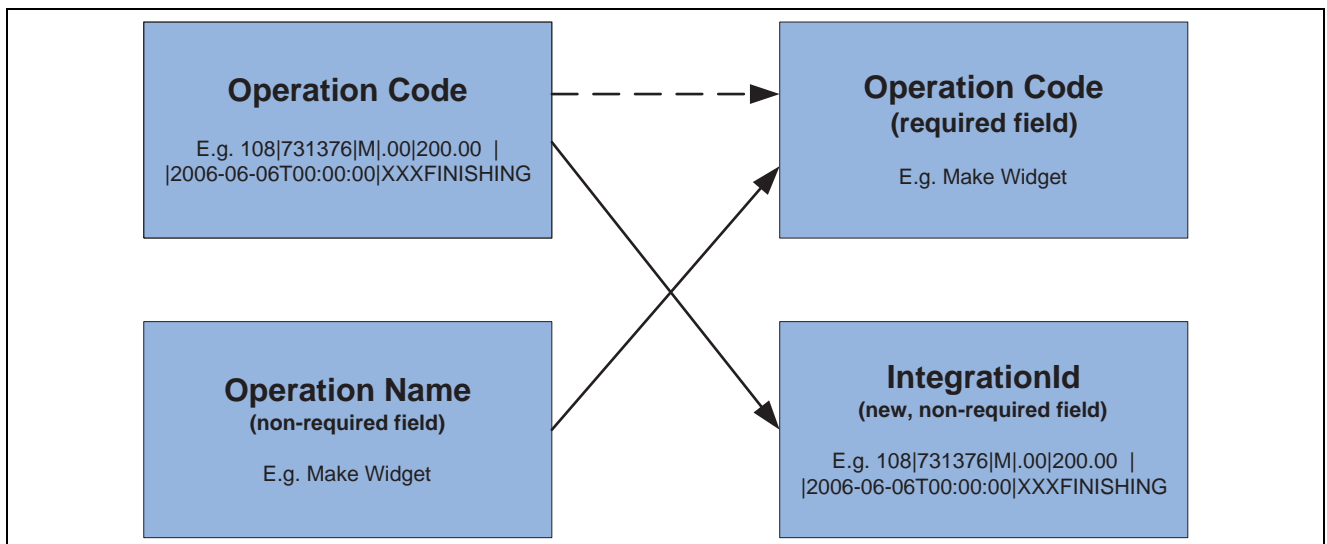 Operation Code
E.g. 108|731376|M|.00|200.00 |
|2006-06-06T00:00:00|XXXFINISHING
Operation Code
(required field)
E.g. Make Widget
Operation Name
(non-required field)
E.g. Make Widget
IntegrationId
(new, non-required field)
E.g. 108|731376|M|.00|200.00 |
|2006-06-06T00:00:00|XXXFINISHING